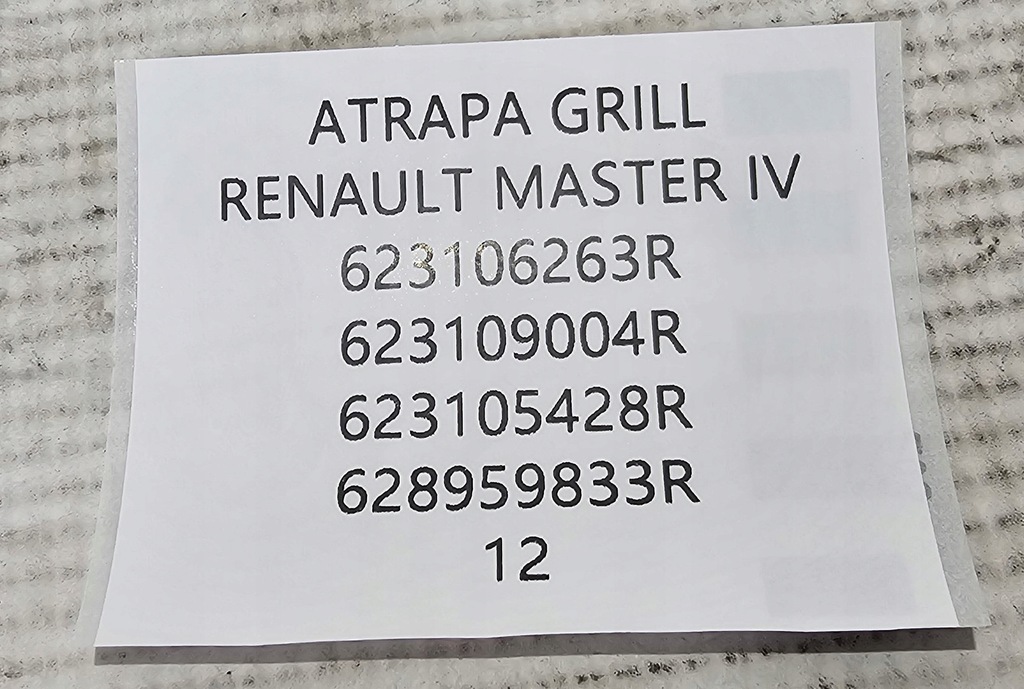 ATRAPA GRILL
RENAULT MASTER IV
623106263R
623109004R
623105428R
628959833R
12